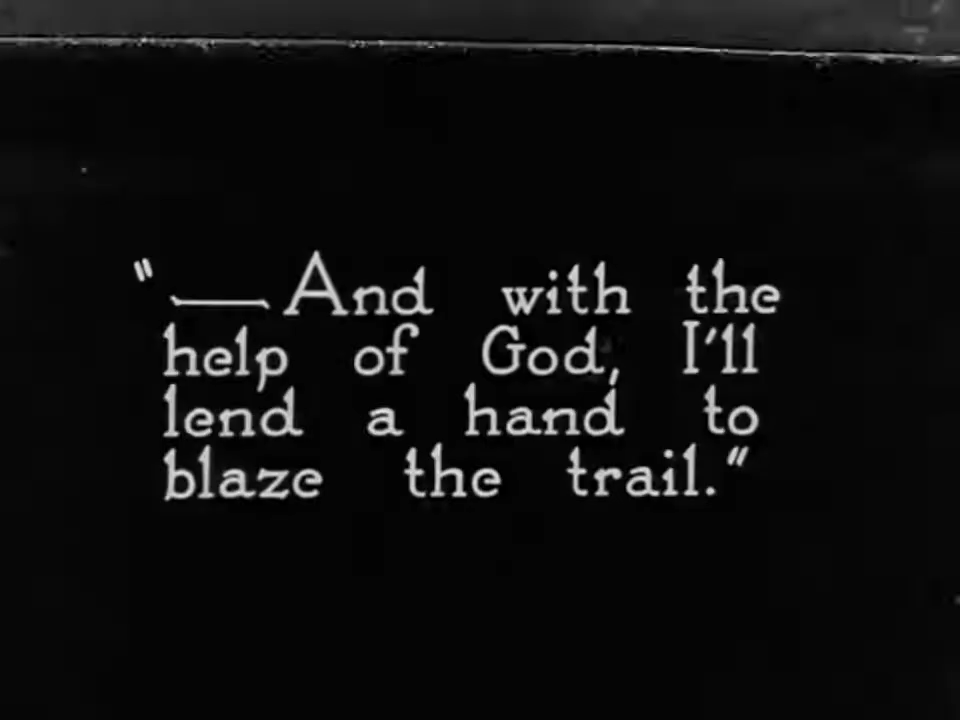 "—And with the
help of God, I'll
lend a hand to
blaze the trail."